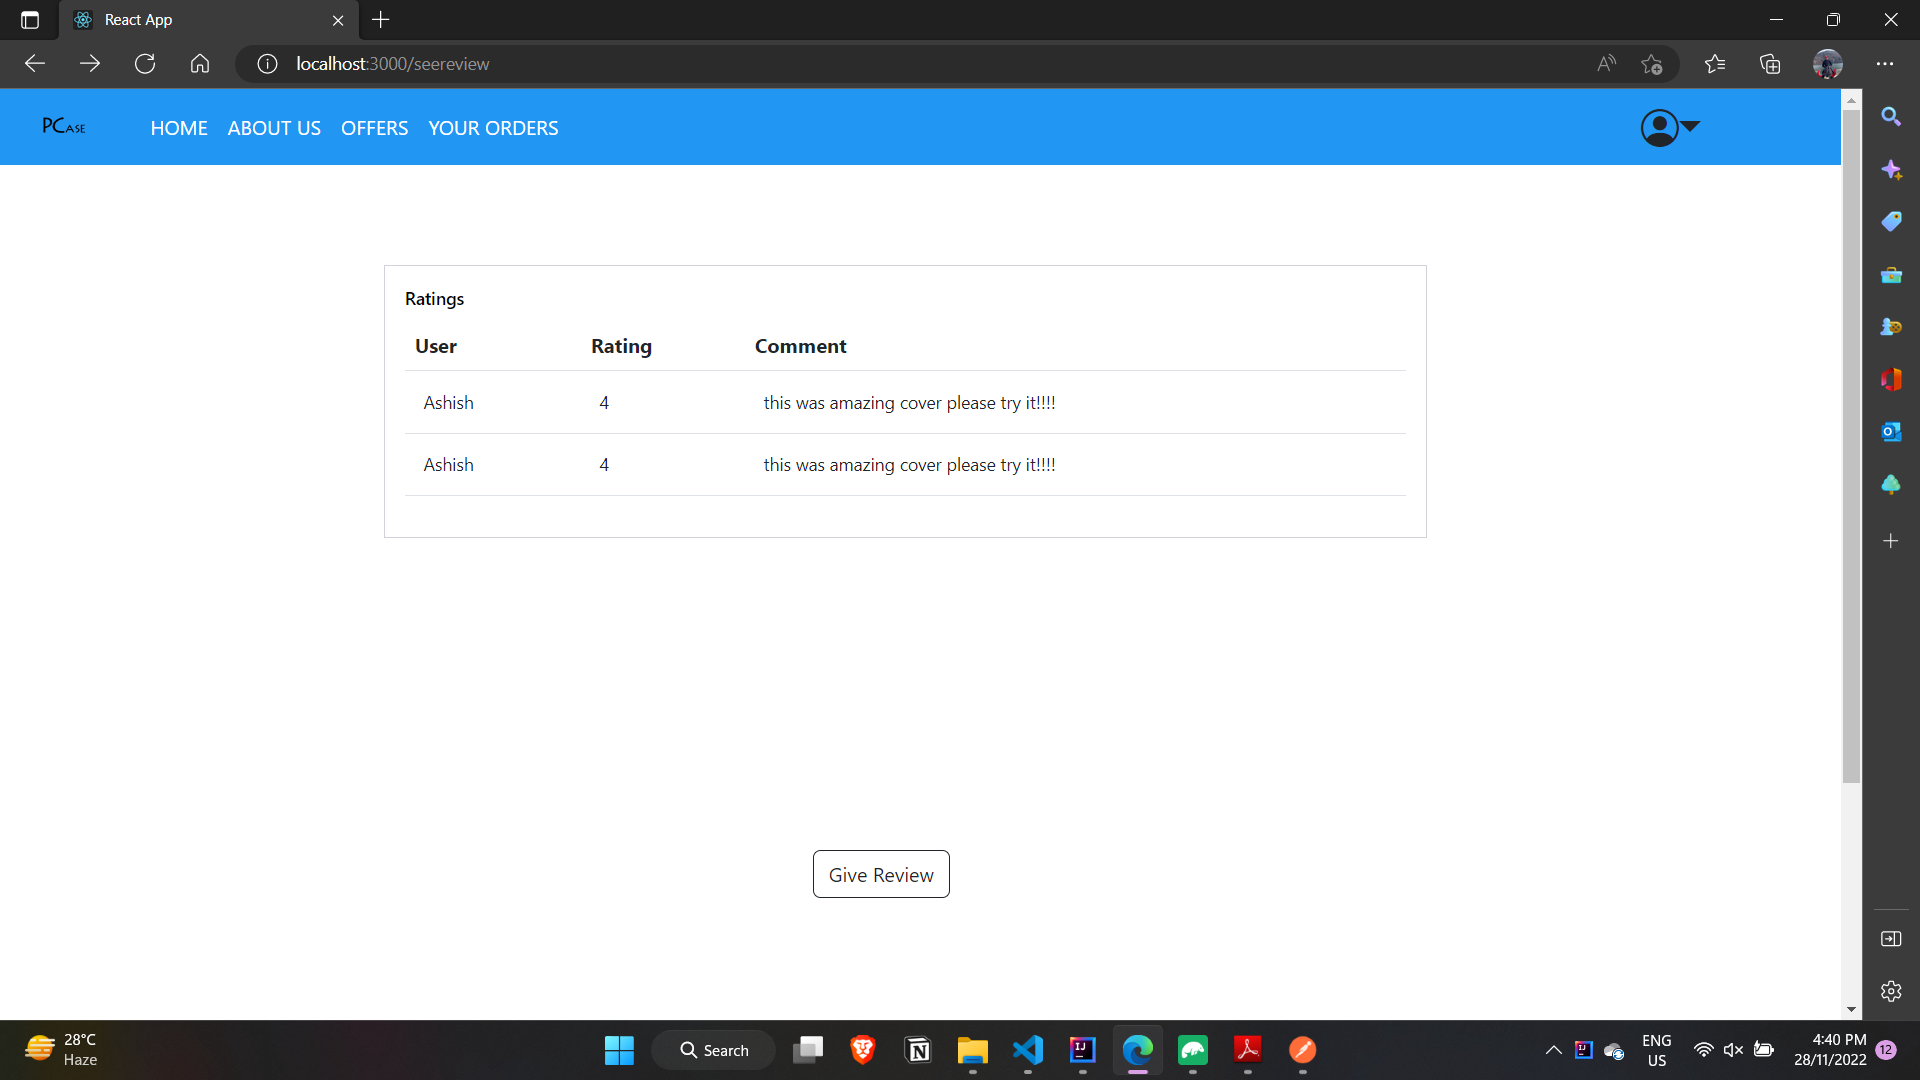 React App
localhost:3000/seereview
PCASE HOME ABOUT US OFFERS YOUR ORDERS
Ratings
User Rating Comment
Ashish 4 this was amazing cover please try it!!!!
Ashish 4 this was amazing cover please try it!!!!
Give Review
28°C
Haze
Search
ENG
US
4:40 PM
28/11/2022
12